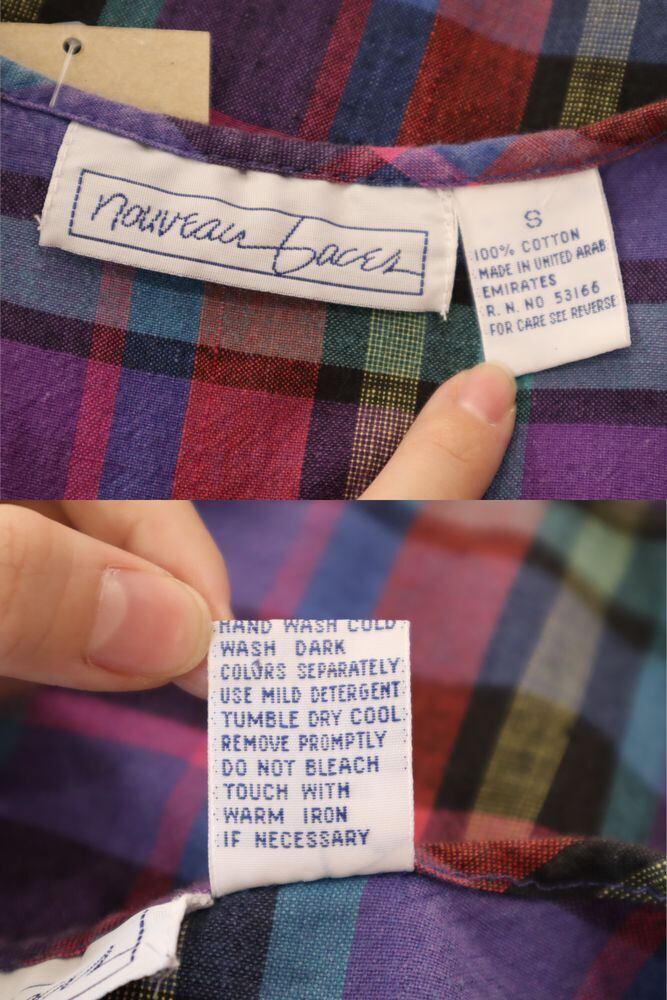 nouveau faces
S
100% COTTON
MADE IN UNITED ARAB
EMIRATES
R. N. NO 53166
FOR CARE SEE REVERSE
HAND WASH COLD
WASH DARK
COLORS SEPARATELY
USE MILD DETERGENT
TUMBLE DRY COOL
REMOVE PROMPTLY
DO NOT BLEACH
TOUCH WITH
WARM IRON
IF NECESSARY